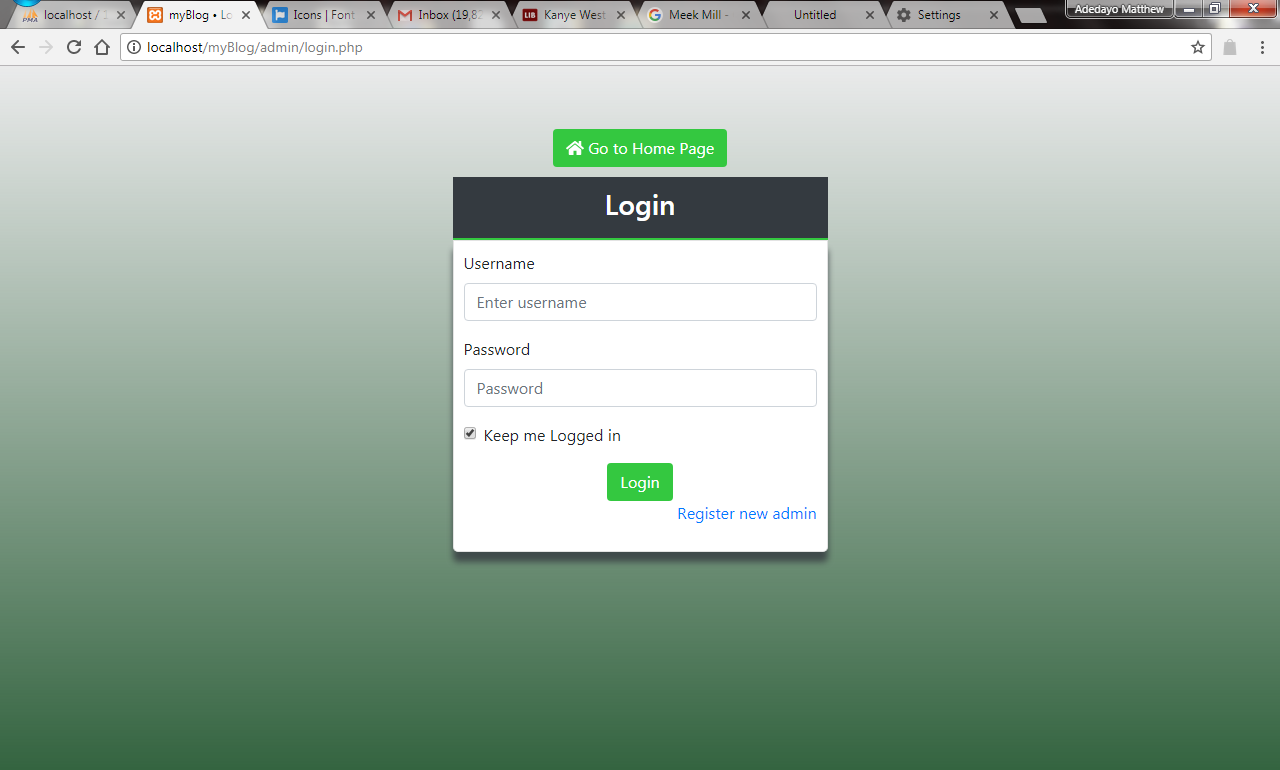 localhost / 1
myBlog • Lo
Icons | Font
Inbox (19,82
Kanye West
Meek Mill -
Untitled
Settings
Adedayo Matthew
localhost/myBlog/admin/login.php
Go to Home Page
Login
Username
Enter username
Password
Password
Keep me Logged in
Login
Register new admin